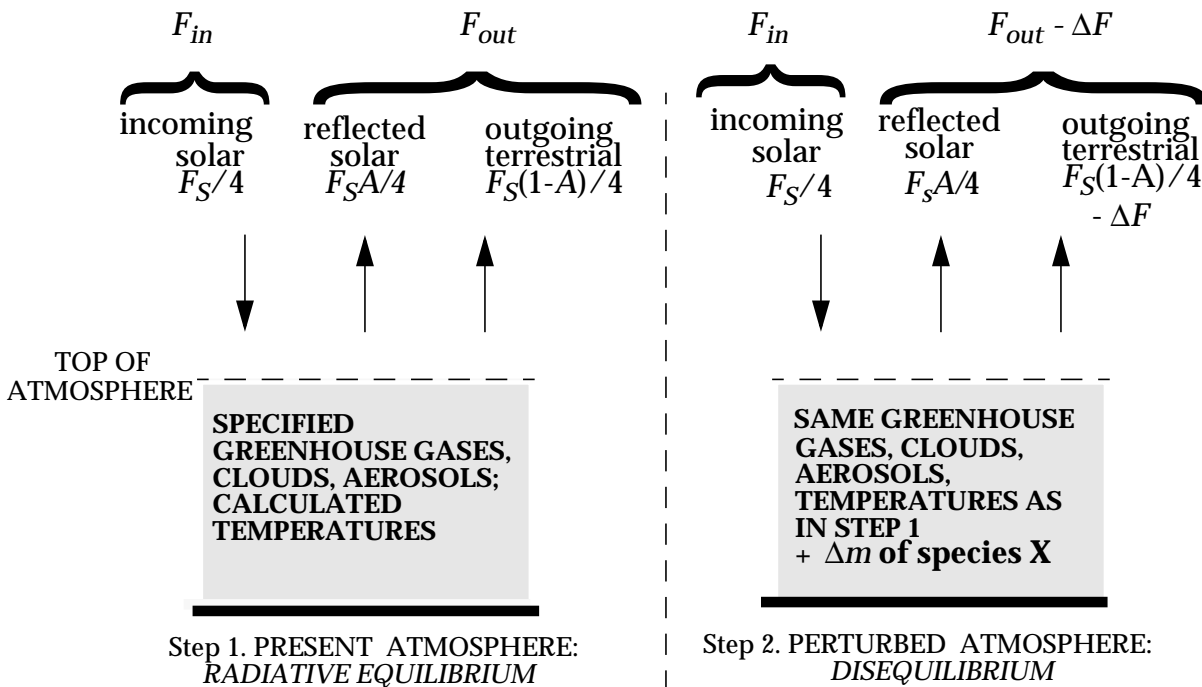 F_in
F_out
incoming
solar
F_S/4
reflected
solar
F_SA/4
outgoing
terrestrial
F_S(1-A)/4
TOP OF
ATMOSPHERE
SPECIFIED
GREENHOUSE GASES,
CLOUDS, AEROSOLS;
CALCULATED
TEMPERATURES
Step 1. PRESENT ATMOSPHERE:
RADIATIVE EQUILIBRIUM
F_in
F_out - ΔF
incoming
solar
F_S/4
reflected
solar
F_sA/4
outgoing
terrestrial
F_S(1-A)/4
- ΔF
SAME GREENHOUSE
GASES, CLOUDS,
AEROSOLS,
TEMPERATURES AS
IN STEP 1
+ Δm of species X
Step 2. PERTURBED ATMOSPHERE:
DISEQUILIBRIUM